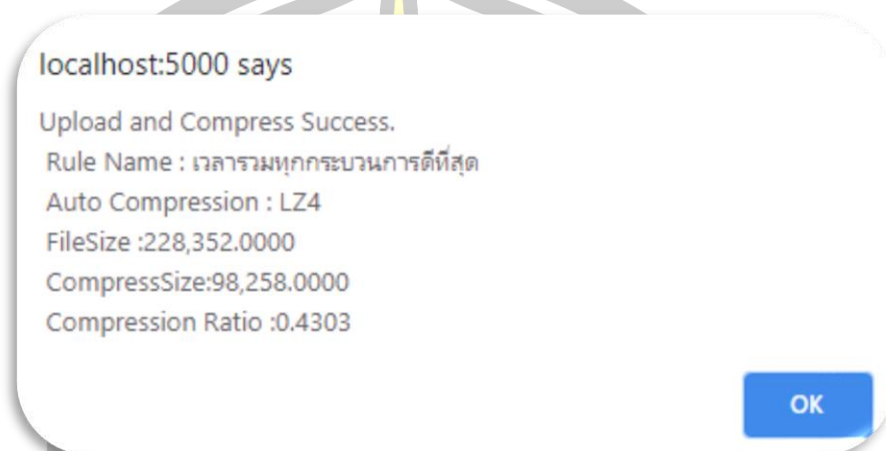 localhost:5000 says
Upload and Compress Success.
Rule Name : เวลารวมทุกกระบวนการดีที่สุด
Auto Compression : LZ4
FileSize :228,352.0000
CompressSize:98,258.0000
Compression Ratio :0.4303
OK